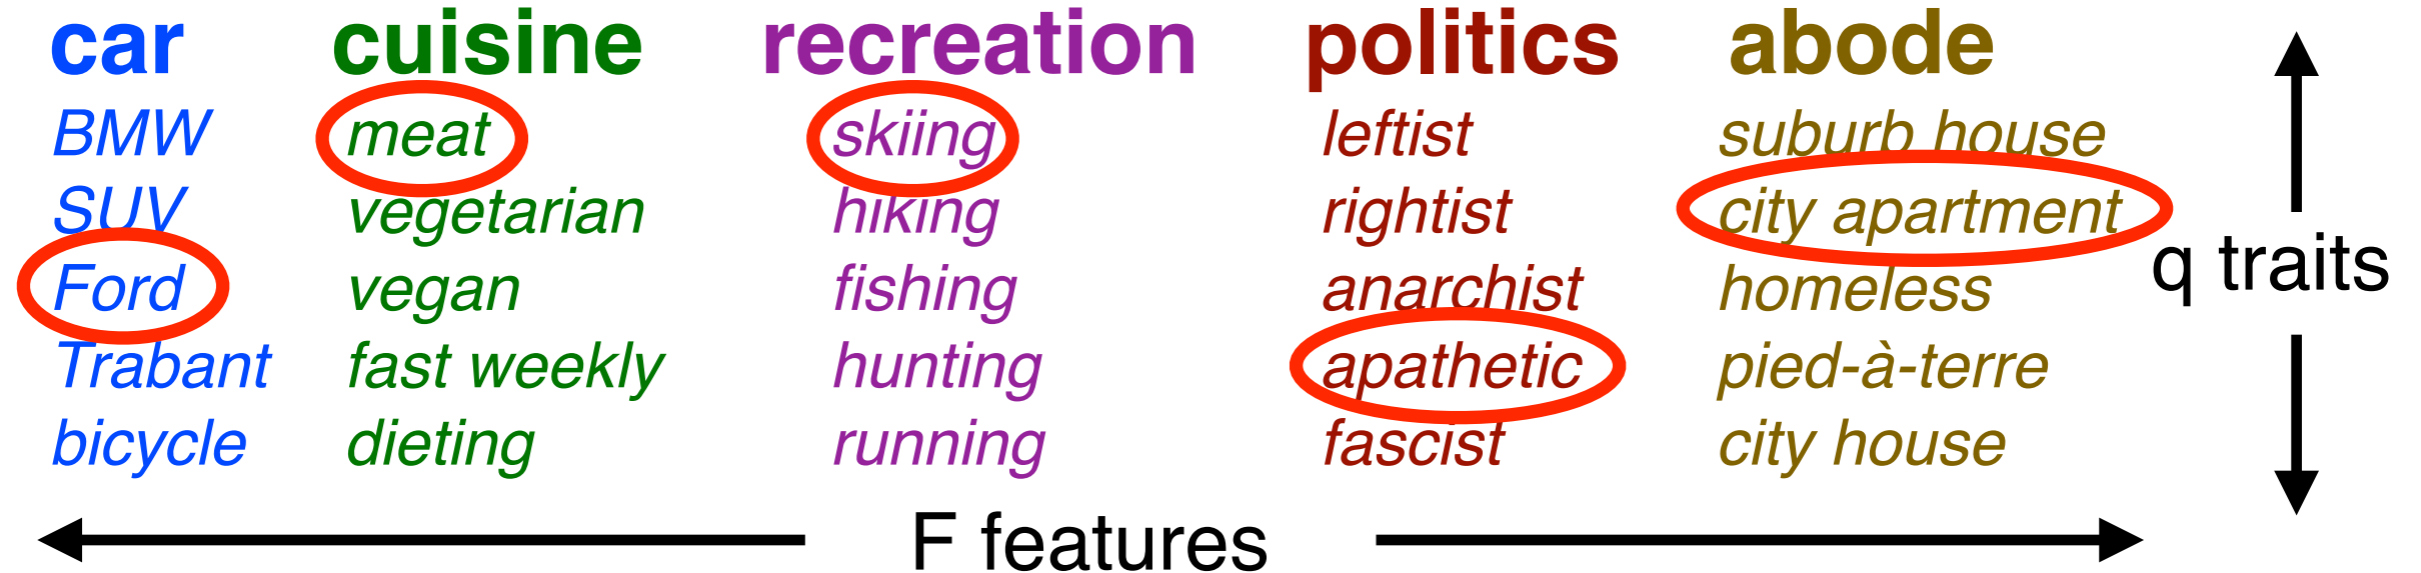 car cuisine recreation politics abode
BMW meat skiing leftist suburb house
SUV vegetarian hiking rightist city apartment
Ford vegan fishing anarchist homeless
q traits
Trabant fast weekly hunting apathetic pied-à-terre
bicycle dieting running fascist city house
F features